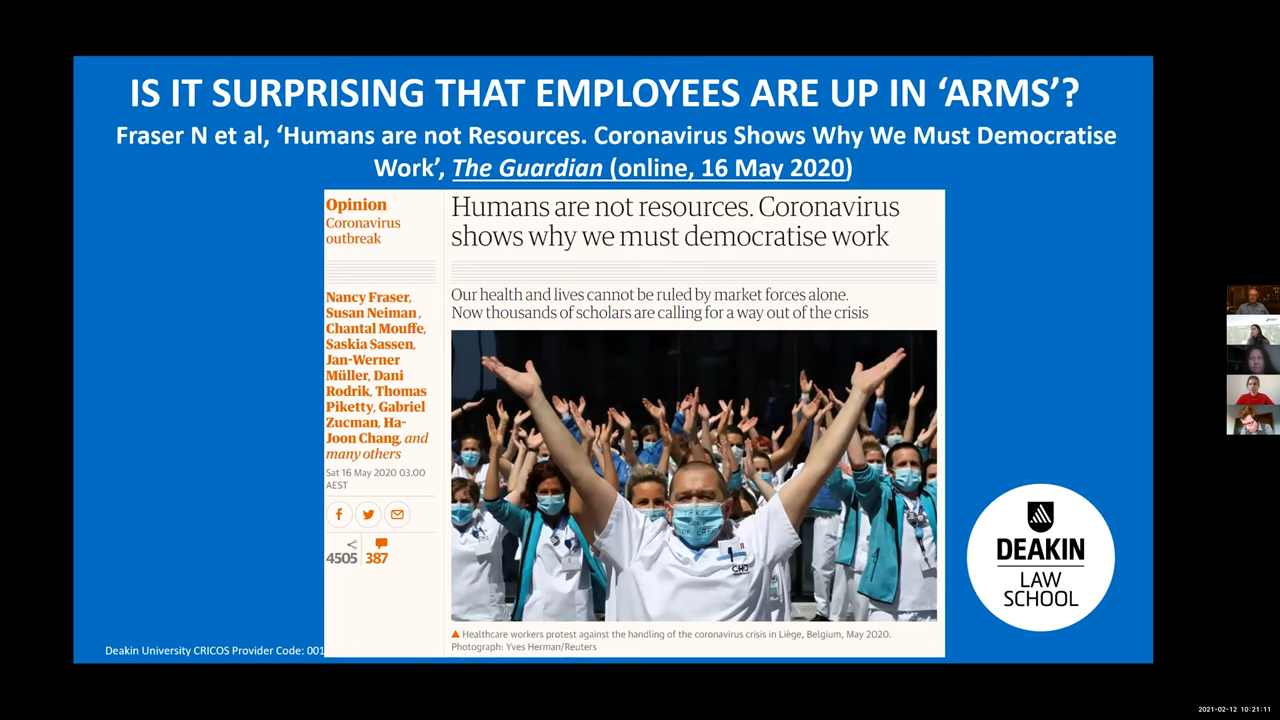 IS IT SURPRISING THAT EMPLOYEES ARE UP IN ‘ARMS’?
Fraser N et al, ‘Humans are not Resources. Coronavirus Shows Why We Must Democratise
Work’, The Guardian (online, 16 May 2020)
Opinion
Coronavirus
outbreak
Humans are not resources. Coronavirus
shows why we must democratise work
Nancy Fraser,
Susan Neiman,
Chantal Mouffe,
Saskia Sassen,
Jan-Werner
Müller, Dani
Rodrik, Thomas
Piketty, Gabriel
Zucman, Ha-
Joon Chang, and
many others
Sat 16 May 2020 03.00
AEST
4505
387
Our health and lives cannot be ruled by market forces alone.
Now thousands of scholars are calling for a way out of the crisis
TAKE
CARE
CHC
Healthcare workers protest against the handling of the coronavirus crisis in Liège, Belgium, May 2020.
Photograph: Yves Herman/Reuters
DEAKIN
LAW
SCHOOL
Deakin University CRICOS Provider Code: 001
2021-02-12 10:21:11